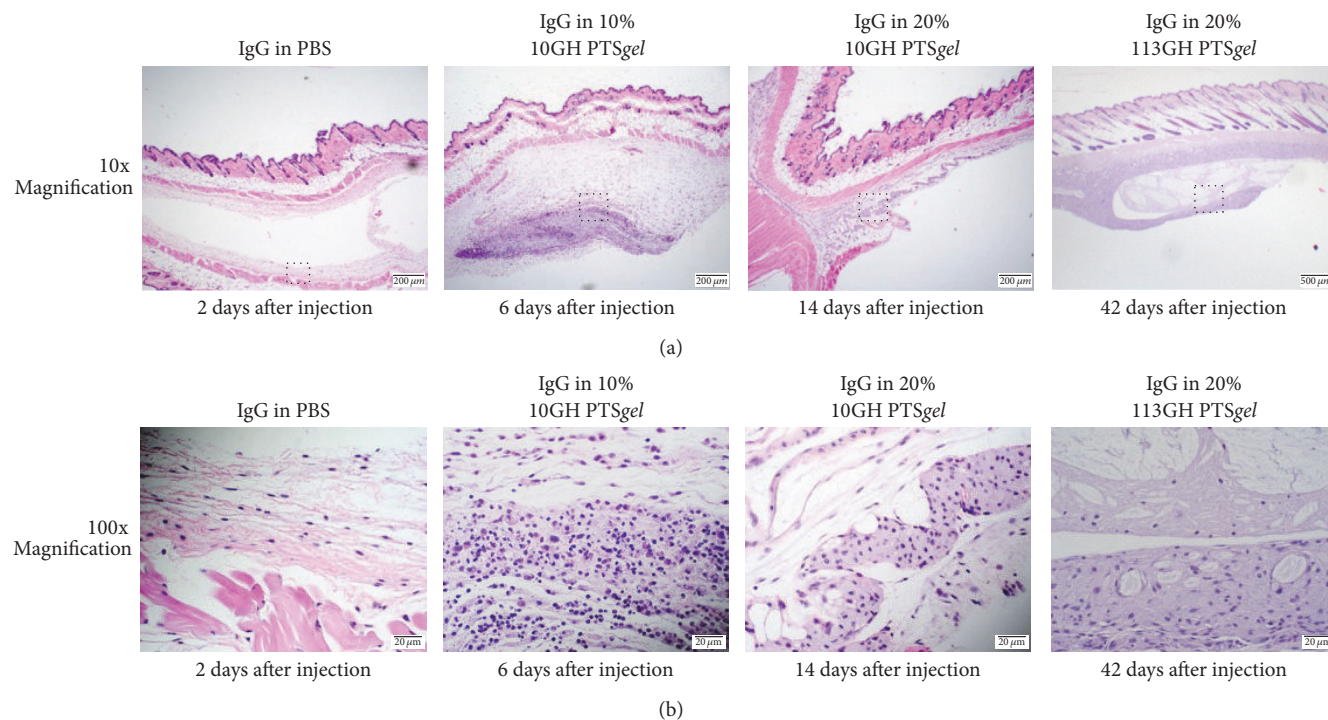 IgG in PBS
IgG in 10%
10GH PTSgel
IgG in 20%
10GH PTSgel
IgG in 20%
113GH PTSgel
10x
Magnification
200 μm
200 μm
200 μm
500 μm
2 days after injection
6 days after injection
14 days after injection
42 days after injection
(a)
IgG in PBS
IgG in 10%
10GH PTSgel
IgG in 20%
10GH PTSgel
IgG in 20%
113GH PTSgel
100x
Magnification
20 μm
20 μm
20 μm
20 μm
2 days after injection
6 days after injection
14 days after injection
42 days after injection
(b)